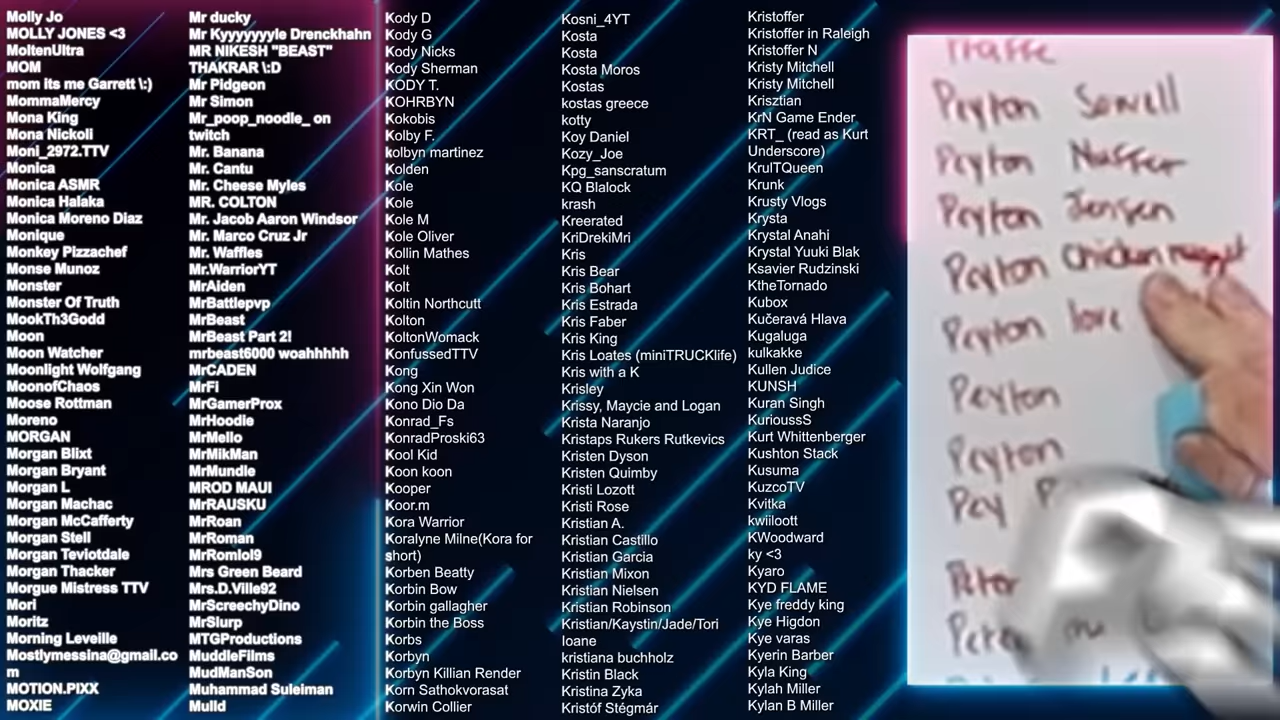 Molly Jo
MOLLY JONES <3
MoltenUltra
MOM
mom its me Garrett \:)
MommaMercy
Mona King
Mona Nickoli
Moni_2972.TTV
Monica
Monica ASMR
Monica Halaka
Monica Moreno Diaz
Monique
Monkey Pizzachef
Monse Munoz
Monster
Monster Of Truth
MookTh3Godd
Moon
Moon Watcher
Moonlight Wolfgang
MoonofChaos
Moose Rottman
Moreno
MORGAN
Morgan Blixt
Morgan Bryant
Morgan L
Morgan Machac
Morgan McCafferty
Morgan Stell
Morgan Teviotdale
Morgan Thacker
Morgue Mistress TTV
Mori
Moritz
Morning Leveille
Mostlymessina@gmail.co
m
MOTION.PIXX
MOXIE
Mr ducky
Mr Kyyyyyyyle Drenckhahn
MR NIKESH "BEAST"
THAKRAR \:D
Mr Pidgeon
Mr Simon
Mr_poop_noodle_ on
twitch
Mr. Banana
Mr. Cantu
Mr. Cheese Myles
MR. COLTON
Mr. Jacob Aaron Windsor
Mr. Marco Cruz Jr
Mr. Waffles
Mr.WarriorYT
MrAiden
MrBattlepvp
MrBeast
MrBeast Part 2!
mrbeast6000 woahhhhh
MrCADEN
MrFi
MrGamerProx
MrHoodie
MrMello
MrMikMan
MrMundle
MROD MAUI
MrRAUSKU
MrRoan
MrRoman
MrRomlol9
Mrs Green Beard
Mrs.D.Ville92
MrScreechyDino
MrSlurp
MTGProductions
MuddleFilms
MudManSon
Muhammad Suleiman
Mulld
Kody D
Kody G
Kody Nicks
Kody Sherman
KODY T.
KOHRBYN
Kokobis
Kolby F.
kolbyn martinez
Kolden
Kole
Kole
Kole M
Kole Oliver
Kollin Mathes
Kolt
Kolt
Koltin Northcutt
Kolton
KoltonWomack
KonfussedTTV
Kong
Kong Xin Won
Kono Dio Da
Konrad_Fs
KonradProski63
Kool Kid
Koon koon
Kooper
Koor.m
Kora Warrior
Koralyne Milne(Kora for
short)
Korben Beatty
Korbin Bow
Korbin gallagher
Korbin the Boss
Korbs
Korbyn
Korbyn Killian Render
Korn Sathokvorasat
Korwin Collier
Kosni_4YT
Kosta
Kosta
Kosta Moros
Kostas
kostas greece
kotty
Koy Daniel
Kozy_Joe
Kpg_sanscratum
KQ Blalock
krash
Kreerated
KriDrekiMri
Kris
Kris Bear
Kris Bohart
Kris Estrada
Kris Faber
Kris King
Kris Loates (miniTRUCKlife)
Kris with a K
Krisley
Krissy, Maycie and Logan
Krista Naranjo
Kristaps Rukers Rutkevics
Kristen Dyson
Kristen Quimby
Kristi Lozott
Kristi Rose
Kristian A.
Kristian Castillo
Kristian Garcia
Kristian Mixon
Kristian Nielsen
Kristian Robinson
Kristian/Kaystin/Jade/Tori
Ioane
kristiana buchholz
Kristin Black
Kristina Zyka
Kristóf Stégmár
Kristoffer
Kristoffer in Raleigh
Kristoffer N
Kristy Mitchell
Kristy Mitchell
Krisztian
KrN Game Ender
KRT_ (read as Kurt
Underscore)
KrulTQueen
Krunk
Krusty Vlogs
Krysta
Krystal Anahi
Krystal Yuuki Blak
Ksavier Rudzinski
KtheTornado
Kubox
Kučeravá Hlava
Kugaluga
kulkakke
Kullen Judice
KUNSH
Kuran Singh
KurioussS
Kurt Whittenberger
Kushton Stack
Kusuma
KuzcoTV
Kvitka
kwiiloott
KWoodward
ky <3
Kyaro
KYD FLAME
Kye freddy king
Kye Higdon
Kye varas
Kyerin Barber
Kyla King
Kylah Miller
Kylan B Miller
Peyton Sewell
Peyton Nuffer
Peyton Jensen
Peyton Chicken nugget
Peyton love
Peyton
Peyton
Pey
Peter